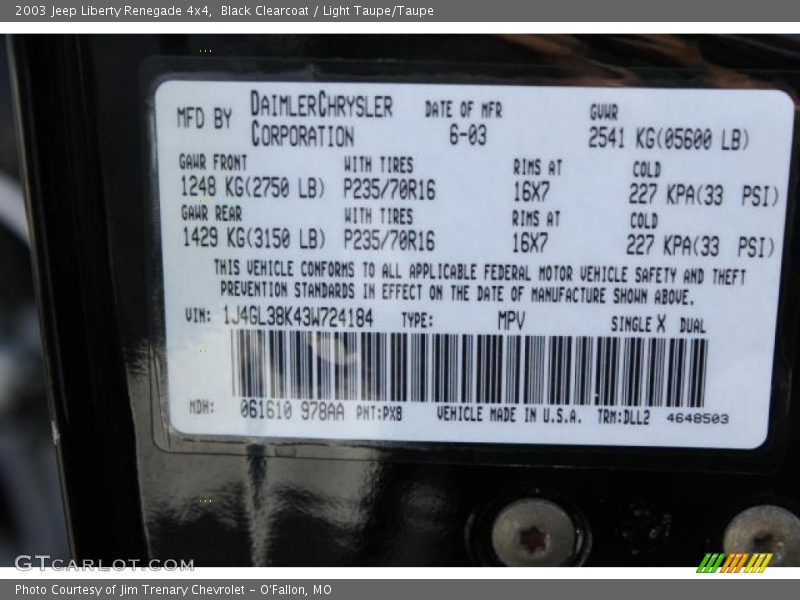 2003 Jeep Liberty Renegade 4x4, Black Clearcoat / Light Taupe/Taupe
MFD BY DAIMLERCHRYSLER CORPORATION DATE OF MFR 6-03 GVWR 2541 KG(05600 LB)
GAWR FRONT WITH TIRES RIMS AT COLD
1248 KG(2750 LB) P235/70R16 16X7 227 KPA(33 PSI)
GAWR REAR WITH TIRES RIMS AT COLD
1429 KG(3150 LB) P235/70R16 16X7 227 KPA(33 PSI)
THIS VEHICLE CONFORMS TO ALL APPLICABLE FEDERAL MOTOR VEHICLE SAFETY AND THEFT
PREVENTION STANDARDS IN EFFECT ON THE DATE OF MANUFACTURE SHOWN ABOVE.
VIN: 1J4GL38K43W724184 TYPE: MPV SINGLE X DUAL
MDH: 061610 978AA PNT:PX8 VEHICLE MADE IN U.S.A. TRM:DLL2 4648503
GTCARLOT.COM
Photo Courtesy of Jim Trenary Chevrolet - O'Fallon, MO